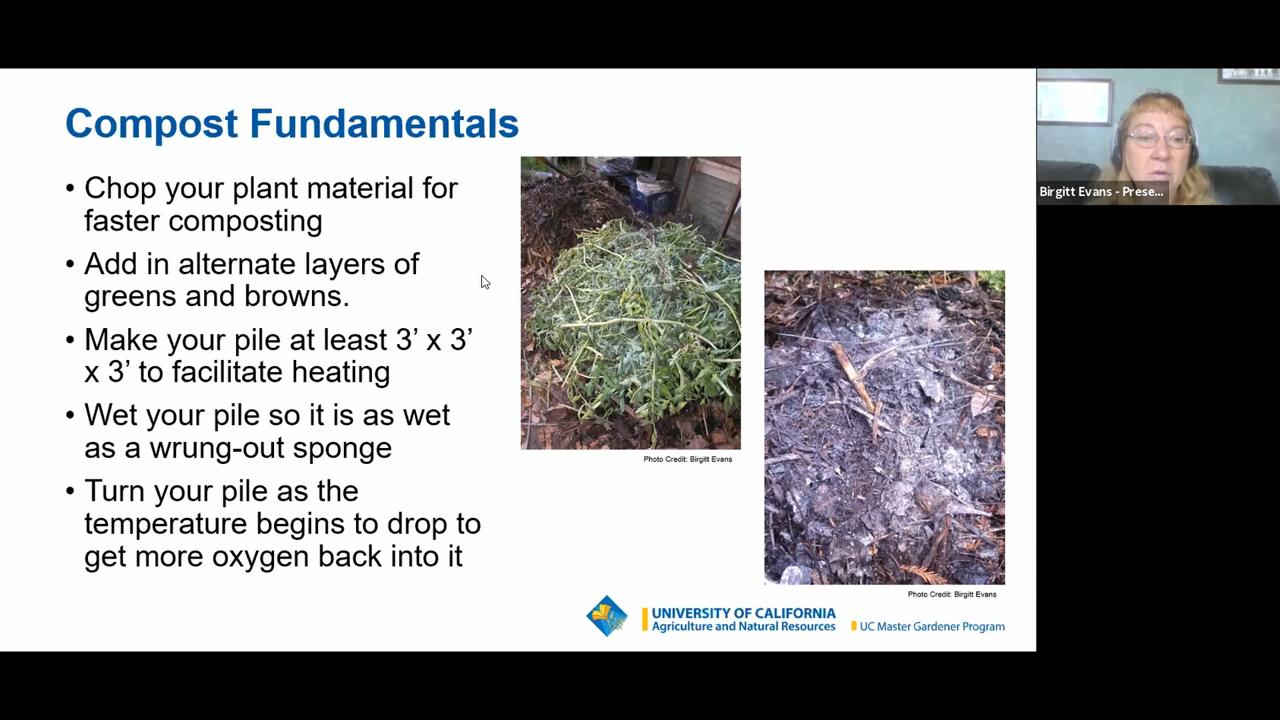 Compost Fundamentals
• Chop your plant material for
faster composting
• Add in alternate layers of
greens and browns.
• Make your pile at least 3’ x 3’
x 3’ to facilitate heating
• Wet your pile so it is as wet
as a wrung-out sponge
• Turn your pile as the
temperature begins to drop to
get more oxygen back into it
Photo Credit: Birgitt Evans
Photo Credit: Birgitt Evans
UNIVERSITY OF CALIFORNIA
Agriculture and Natural Resources
UC Master Gardener Program
Birgitt Evans - Prese...